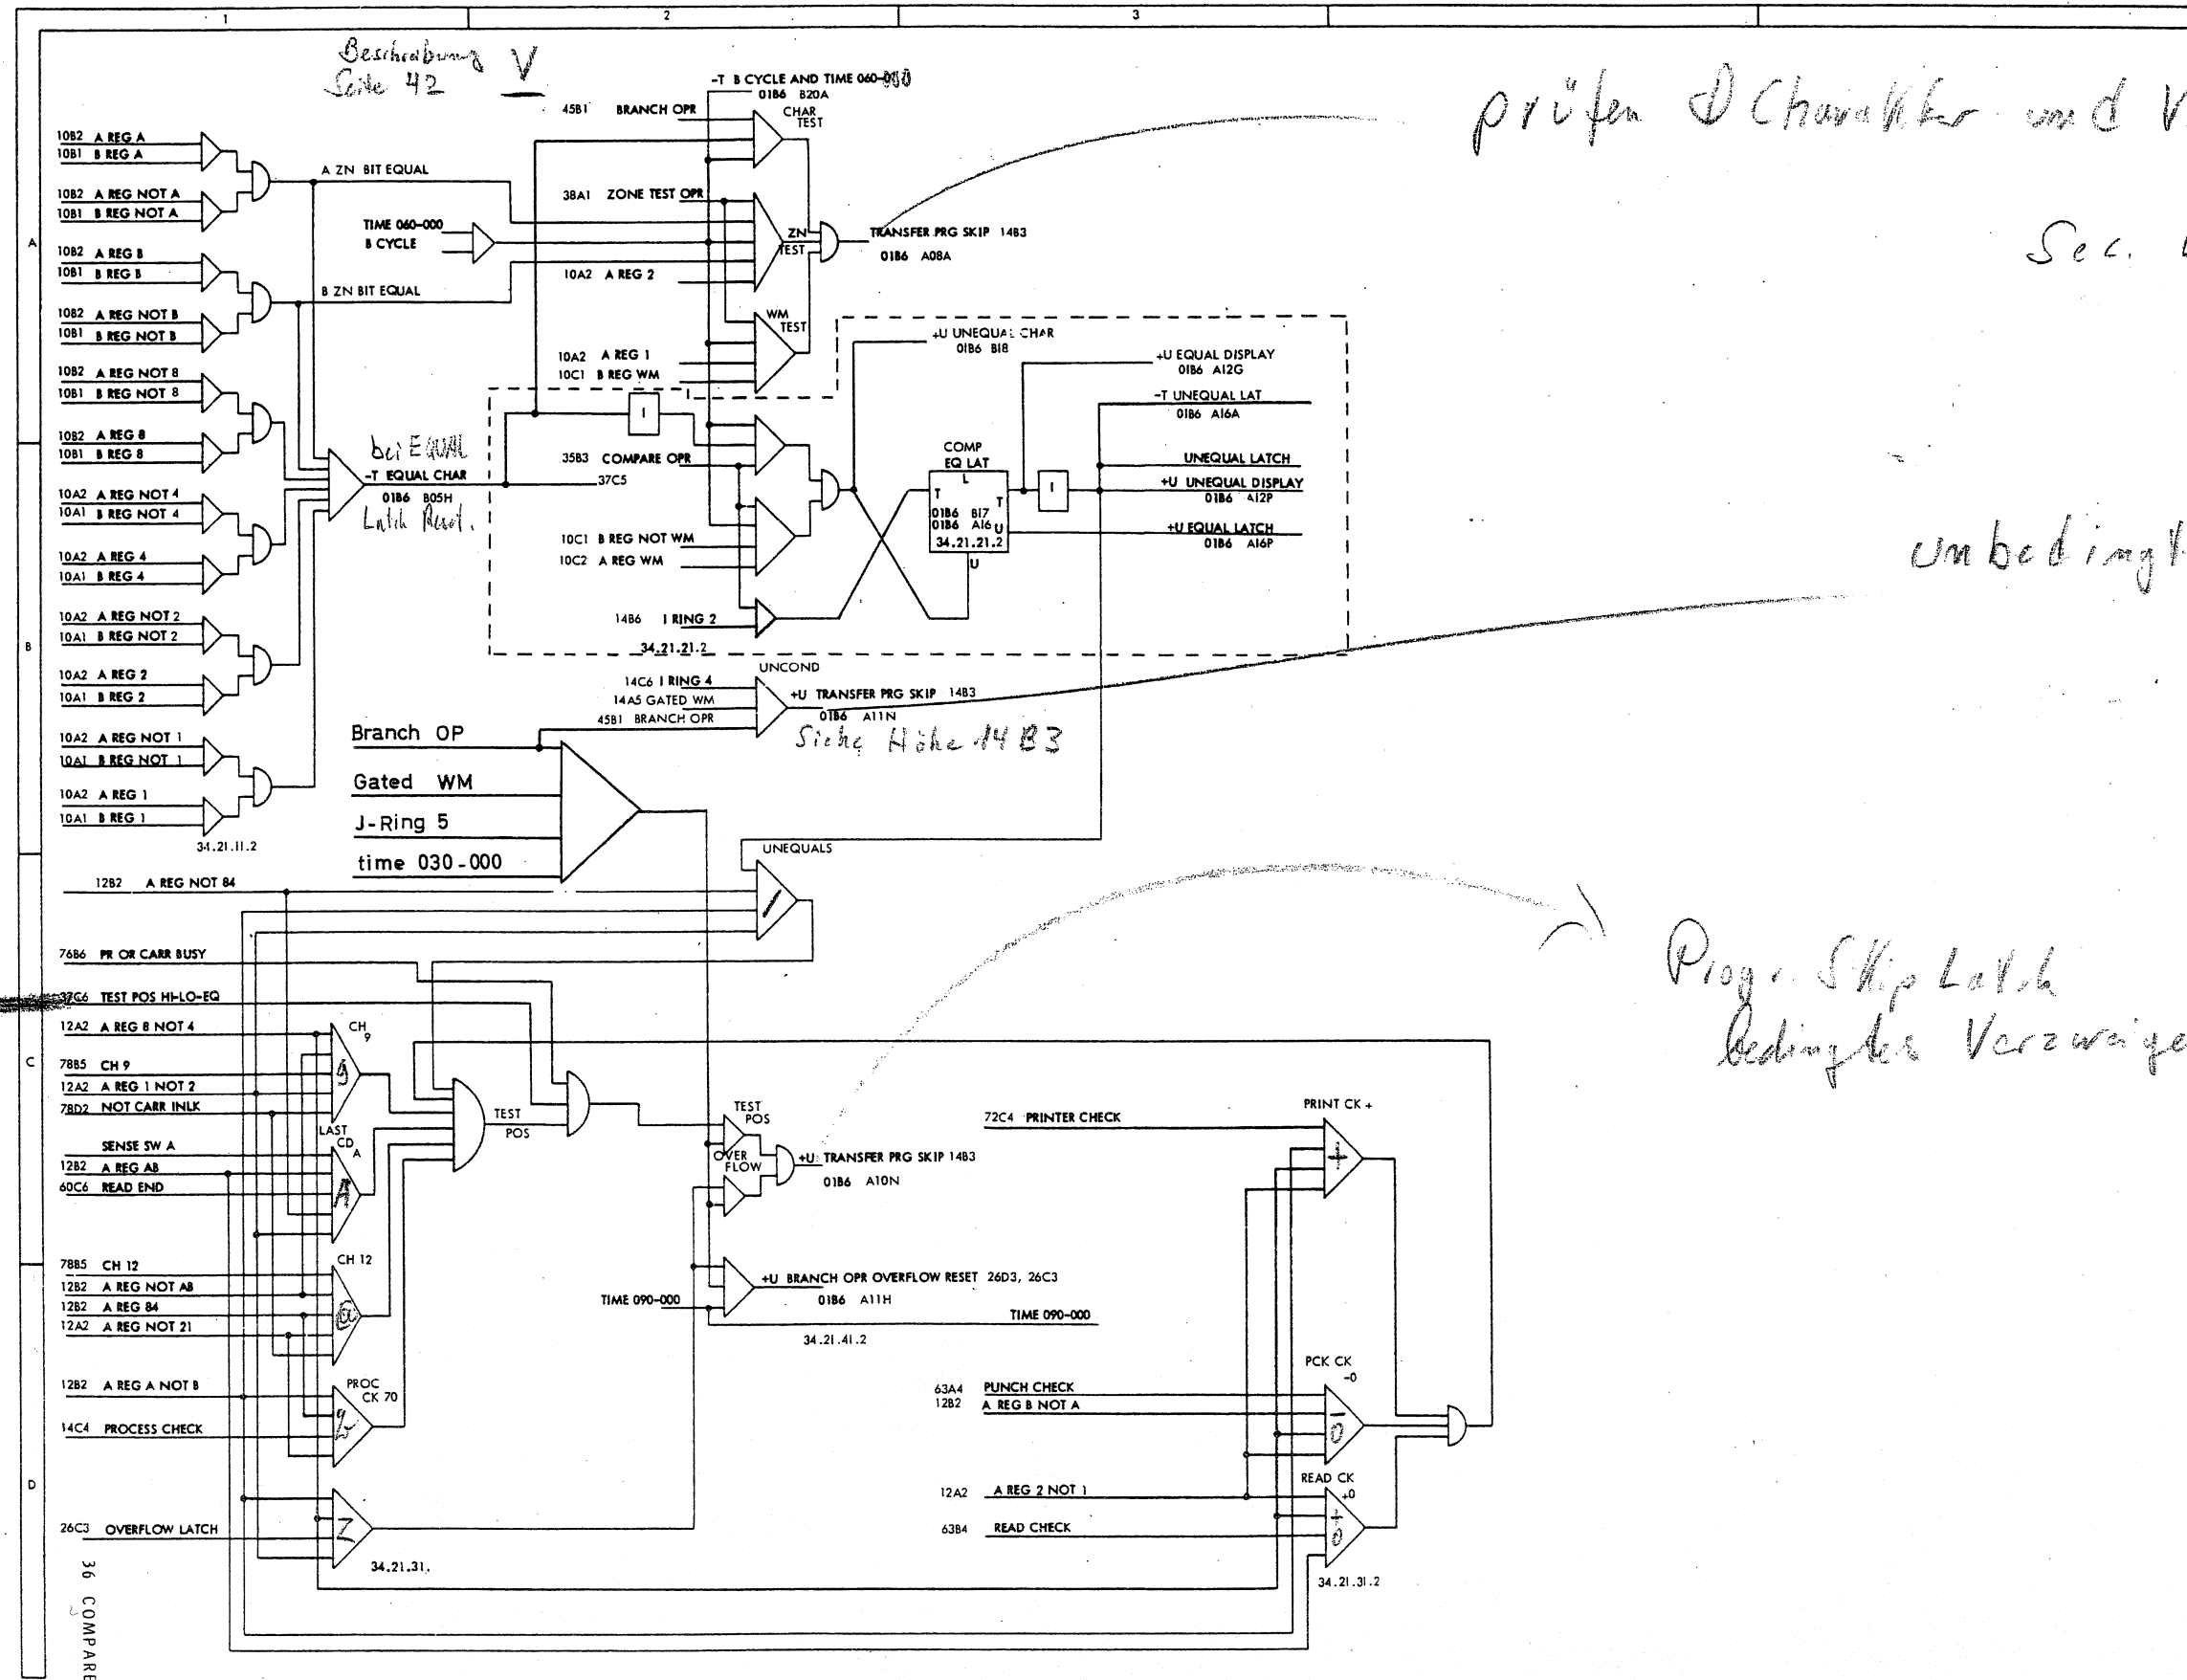 1
2
3
Beschreibung V
Seite 42
-T B CYCLE AND TIME 060-000
01B6 B20A
45B1 BRANCH OPR
CHAR
TEST
prüfen D Charakter und
10B2 A REG A
10B1 B REG A
A ZN BIT EQUAL
10B2 A REG NOT A
10B1 B REG NOT A
38A1 ZONE TEST OPR
TIME 060-000
B CYCLE
ZN
TEST
TRANSFER PRG SKIP 14B3
01B6 A08A
Sec.
A
10B2 A REG B
10B1 B REG B
10A2 A REG 2
B ZN BIT EQUAL
10B2 A REG NOT B
10B1 B REG NOT B
WM
TEST
+U UNEQUAL CHAR
01B6 B18
10A2 A REG 1
10C1 B REG WM
+U EQUAL DISPLAY
01B6 A12G
10B2 A REG NOT 8
10B1 B REG NOT 8
-T UNEQUAL LAT
01B6 A16A
I
10B2 A REG 8
10B1 B REG 8
bei EQUAL
-T EQUAL CHAR
01B6 B05H
Latch Reset.
35B3 COMPARE OPR
37C5
COMP
EQ LAT
L
T
T
01B6 B17
01B6 A16 U
34.21.21.2
U
I
UNEQUAL LATCH
+U UNEQUAL DISPLAY
01B6 A12P
+U EQUAL LATCH
01B6 A16P
10A2 A REG NOT 4
10A1 B REG NOT 4
10C1 B REG NOT WM
10C2 A REG WM
unbedingt
10A2 A REG 4
10A1 B REG 4
10A2 A REG NOT 2
10A1 B REG NOT 2
14B6 I RING 2
34.21.21.2
B
10A2 A REG 2
10A1 B REG 2
UNCOND
14C6 I RING 4
14A5 GATED WM
45B1 BRANCH OPR
+U TRANSFER PRG SKIP 14B3
01B6 A11N
Siehe Höhe 14B3
10A2 A REG NOT 1
10A1 B REG NOT 1
10A2 A REG 1
10A1 B REG 1
34.21.11.2
Branch OP
Gated WM
J-Ring 5
time 030-000
UNEQUALS
/
12B2 A REG NOT 84
76B6 PR OR CARR BUSY
37C6 TEST POS HI-LO-EQ
Progr. Skip Latch
bedingtes Verzweige
C
12A2 A REG 8 NOT 4
CH
9
9
78B5 CH 9
12A2 A REG 1 NOT 2
78D2 NOT CARR INLK
LAST
CD
A
A
SENSE SW A
12B2 A REG AB
60C6 READ END
TEST
POS
TEST
POS
OVER
FLOW
+U TRANSFER PRG SKIP 14B3
01B6 A10N
72C4 PRINTER CHECK
PRINT CK +
+
78B5 CH 12
12B2 A REG NOT AB
12B2 A REG 84
12A2 A REG NOT 21
CH 12
@
TIME 090-000
+U BRANCH OPR OVERFLOW RESET 26D3, 26C3
01B6 A11H
TIME 090-000
34.21.41.2
12B2 A REG A NOT B
14C4 PROCESS CHECK
PROC
CK 70
%
63A4 PUNCH CHECK
12B2 A REG B NOT A
PCK CK
-0
-
0
D
12A2 A REG 2 NOT 1
63B4 READ CHECK
READ CK
+0
+
0
34.21.31.2
26C3 OVERFLOW LATCH
Z
34.21.31.
36 COMPARE